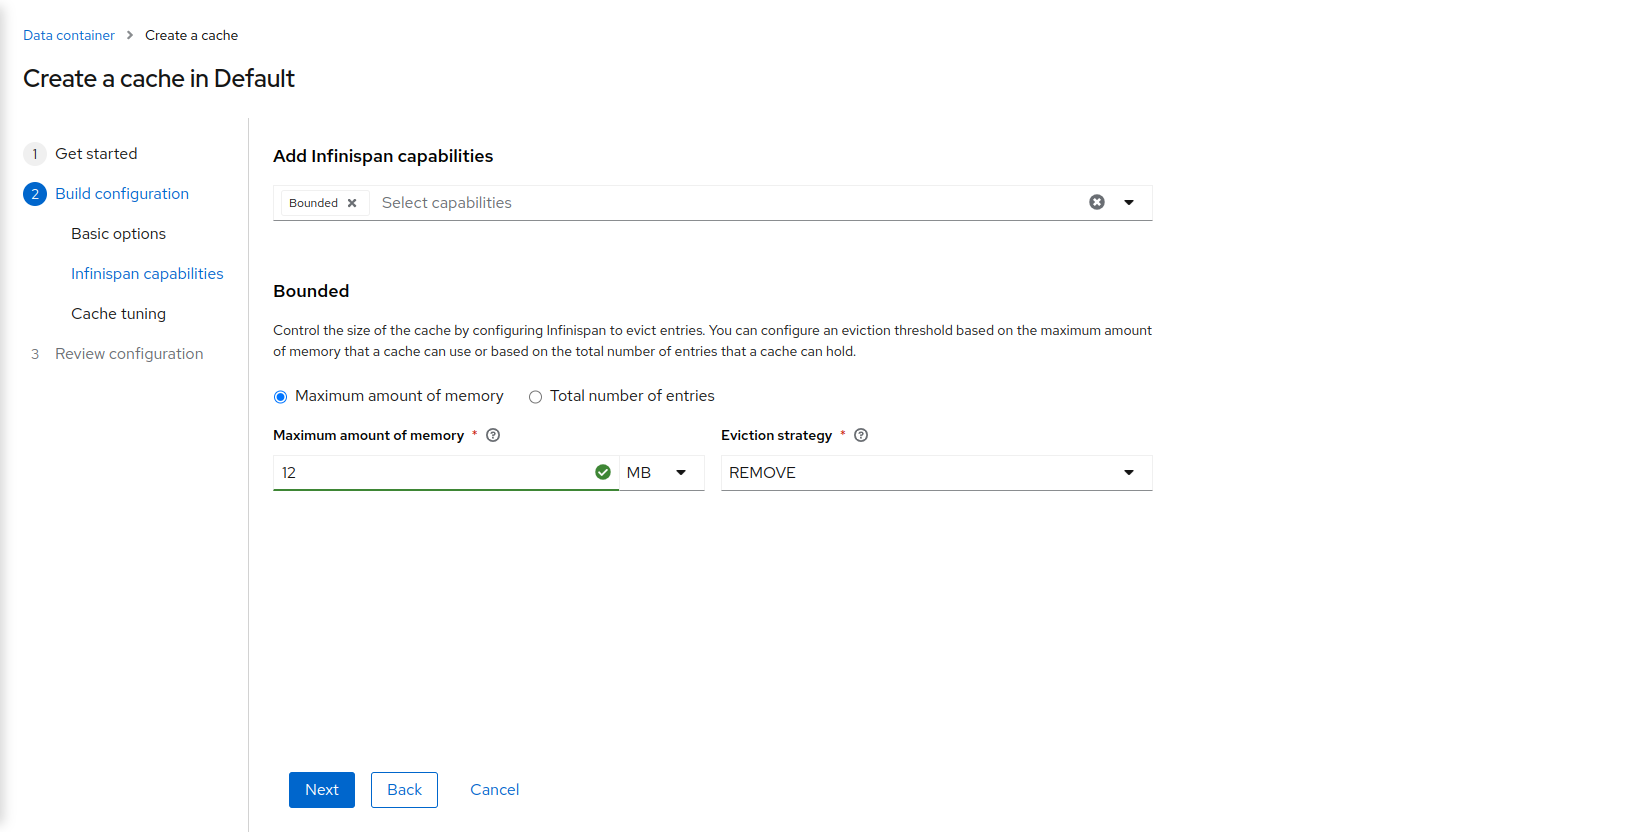 Data container > Create a cache
Create a cache in Default
1 Get started
2 Build configuration
Basic options
Infinispan capabilities
Cache tuning
3 Review configuration
Add Infinispan capabilities
Bounded Select capabilities
Bounded
Control the size of the cache by configuring Infinispan to evict entries. You can configure an eviction threshold based on the maximum amount
of memory that a cache can use or based on the total number of entries that a cache can hold.
Maximum amount of memory Total number of entries
Maximum amount of memory * Eviction strategy *
12 MB REMOVE
Next Back Cancel